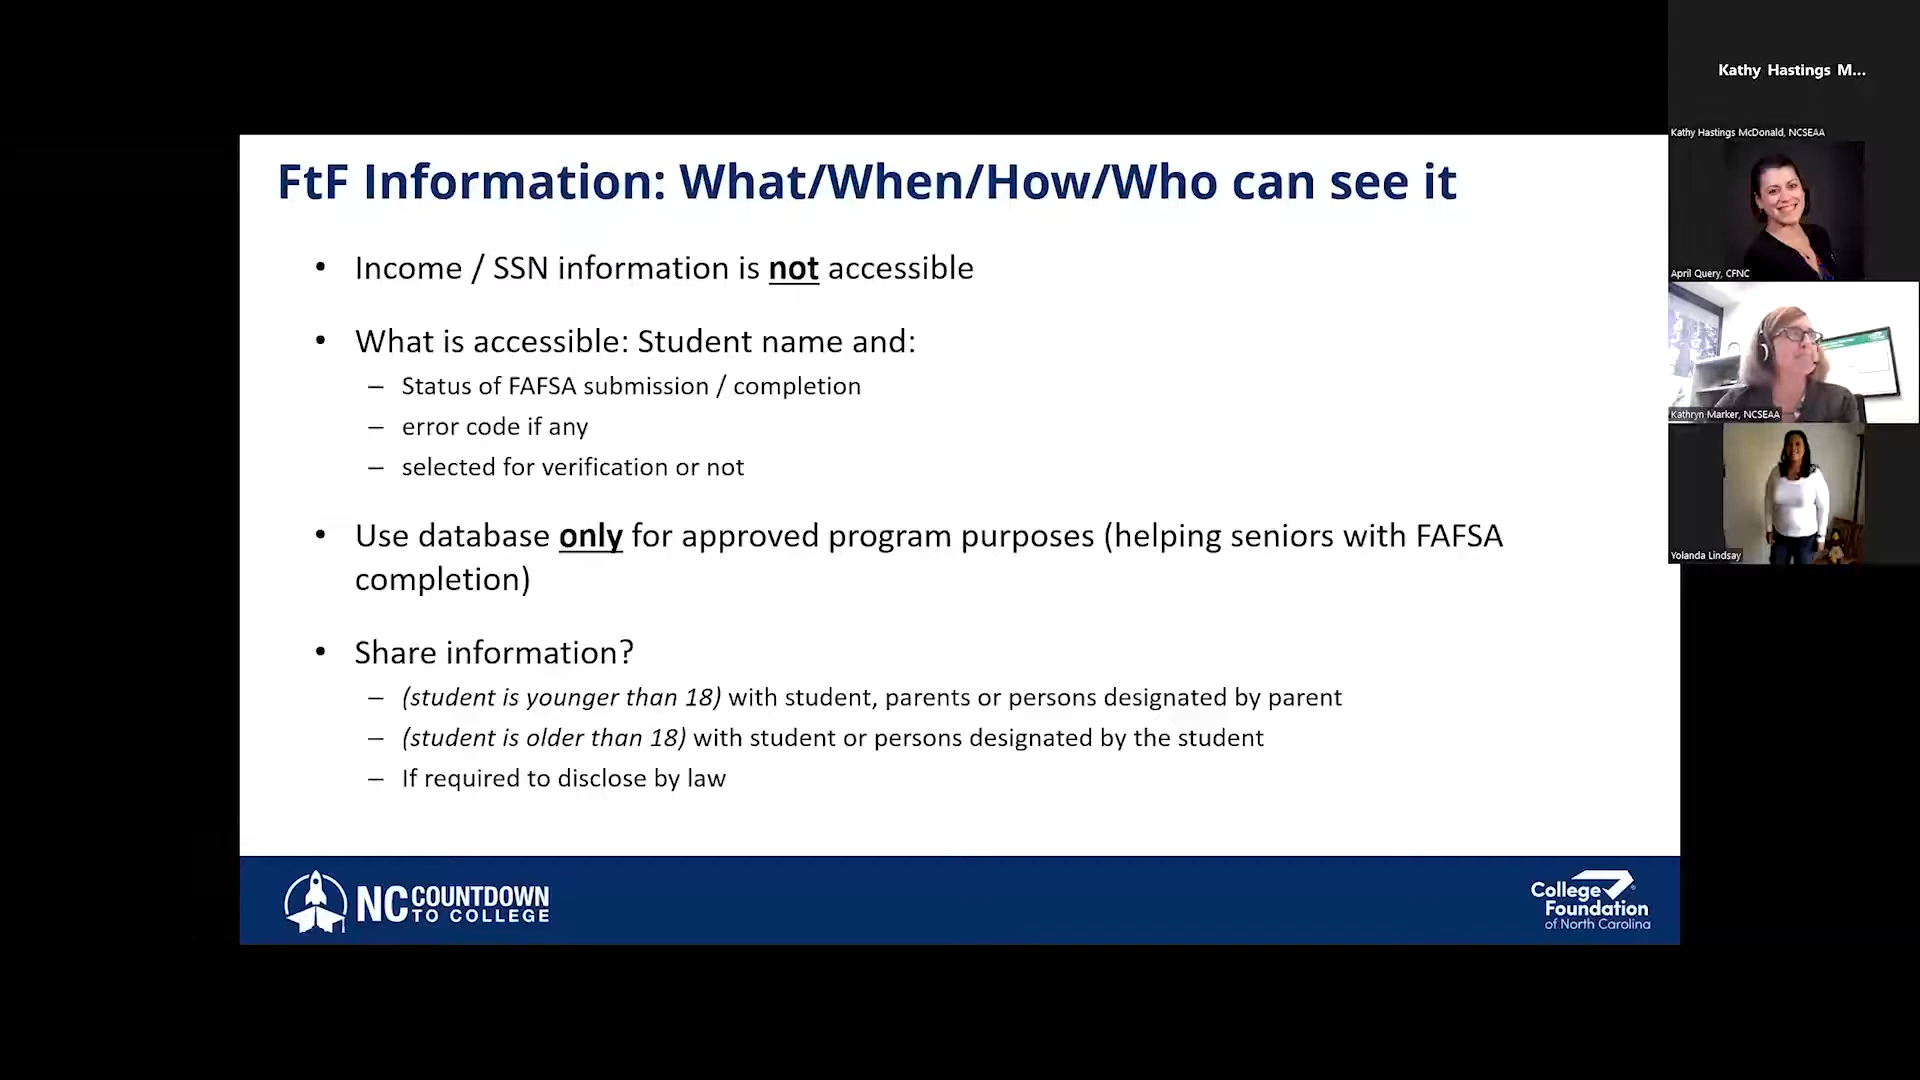 Kathy Hastings M...
Kathy Hastings McDonald, NCSEAA
FtF Information: What/When/How/Who can see it
• Income / SSN information is not accessible
• What is accessible: Student name and:
– Status of FAFSA submission / completion
– error code if any
– selected for verification or not
• Use database only for approved program purposes (helping seniors with FAFSA
completion)
• Share information?
– (student is younger than 18) with student, parents or persons designated by parent
– (student is older than 18) with student or persons designated by the student
– If required to disclose by law
April Query, CFNC
Kathryn Marker, NCSEAA
Yolanda Lindsay
NC COUNTDOWN
TO COLLEGE
College
Foundation
of North Carolina